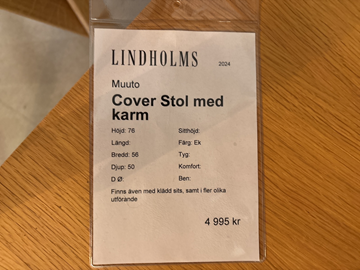 LINDHOLMS 2024
Muuto
Cover Stol med
karm
Höjd: 76 Sitthöjd:
Längd: Färg: Ek
Bredd: 56 Tyg:
Djup: 50 Komfort:
D Ø: Ben:
Finns även med klädd sits, samt i fler olika
utförande
4 995 kr